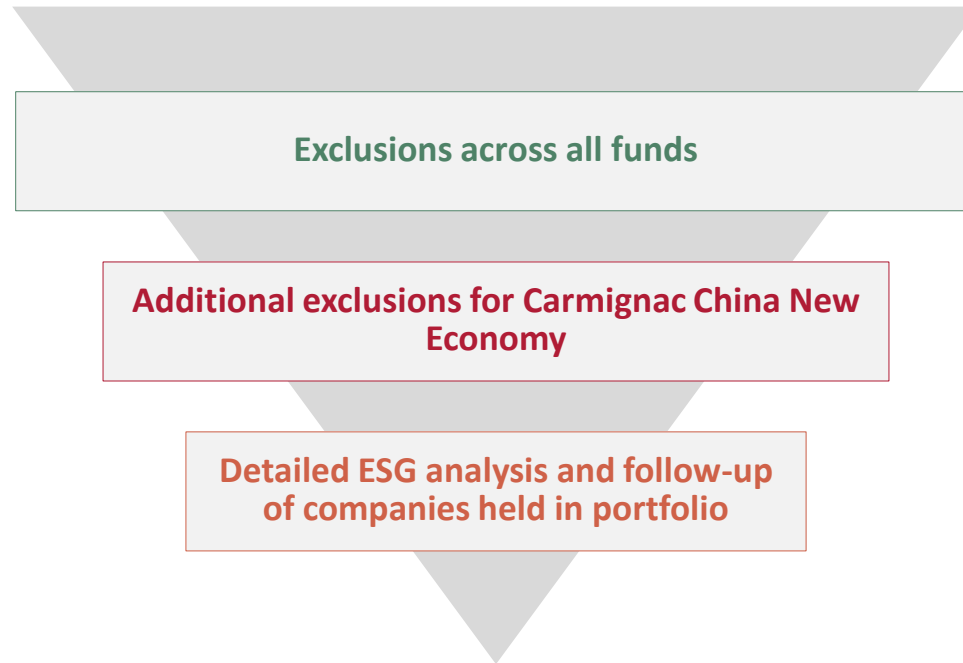 Exclusions across all funds
Additional exclusions for Carmignac China New
Economy
Detailed ESG analysis and follow-up
of companies held in portfolio